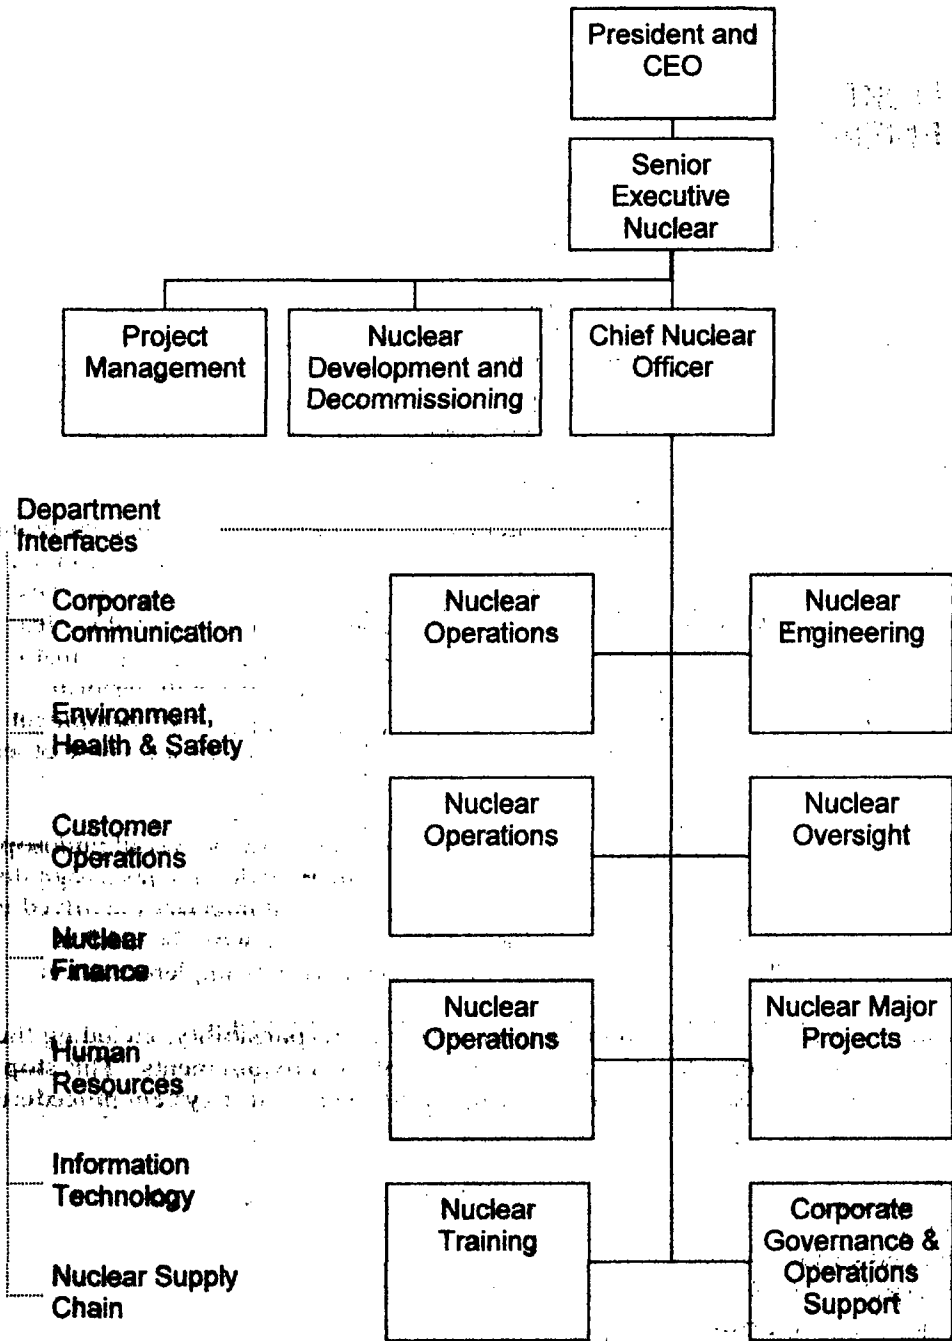 President and
CEO
Senior
Executive
Nuclear
Project
Management
Nuclear
Development and
Decommissioning
Chief Nuclear
Officer
Department
Interfaces
Corporate
Communication
Environment,
Health & Safety
Customer
Operations
Nuclear
Finance
Human
Resources
Information
Technology
Nuclear Supply
Chain
Nuclear
Operations
Nuclear
Engineering
Nuclear
Operations
Nuclear
Oversight
Nuclear
Operations
Nuclear Major
Projects
Nuclear
Training
Corporate
Governance &
Operations
Support